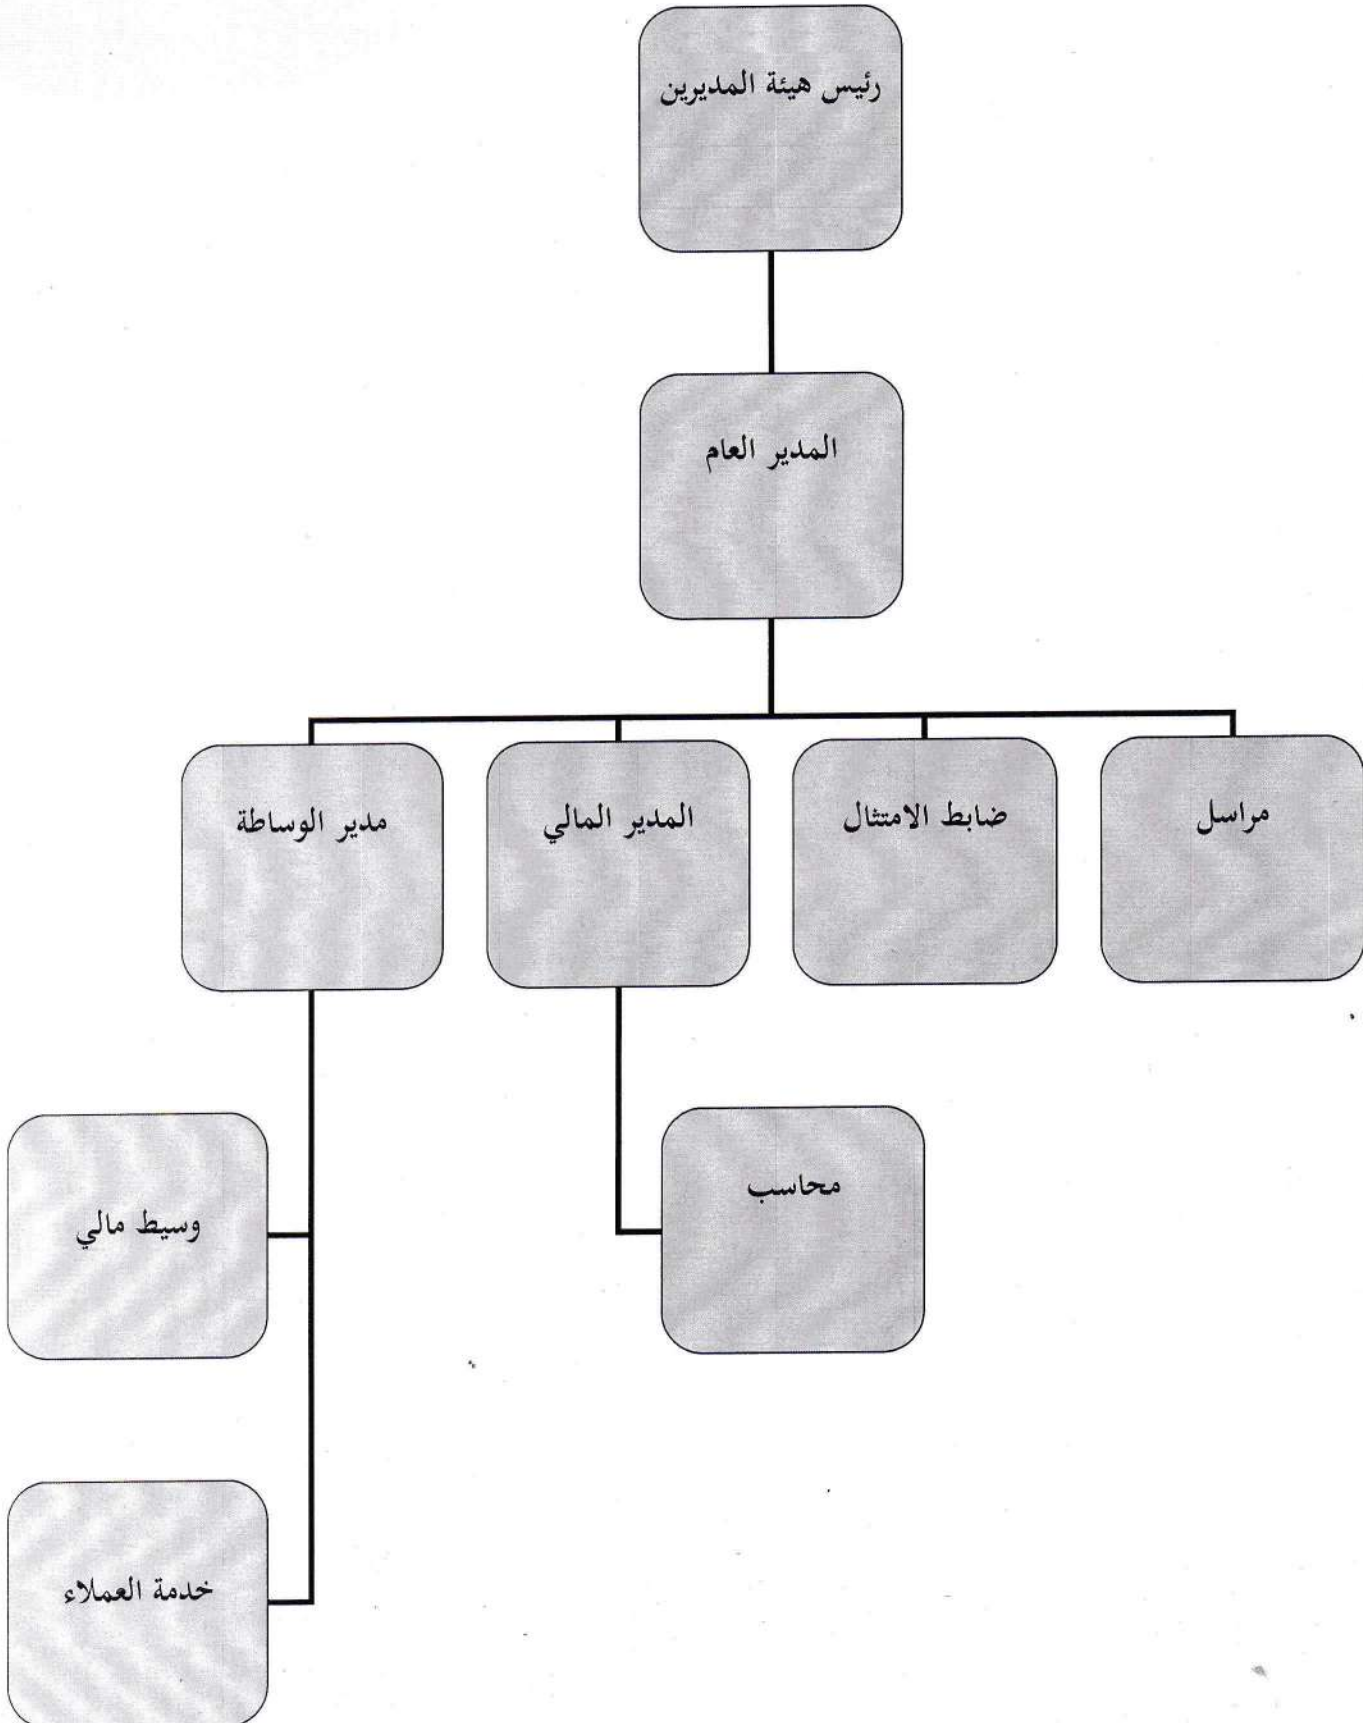 رئيس هيئة المديرين
المدير العام
مراسل
ضابط الامتثال
المدير المالي
مدير الوساطة
محاسب
وسيط مالي
خدمة العملاء